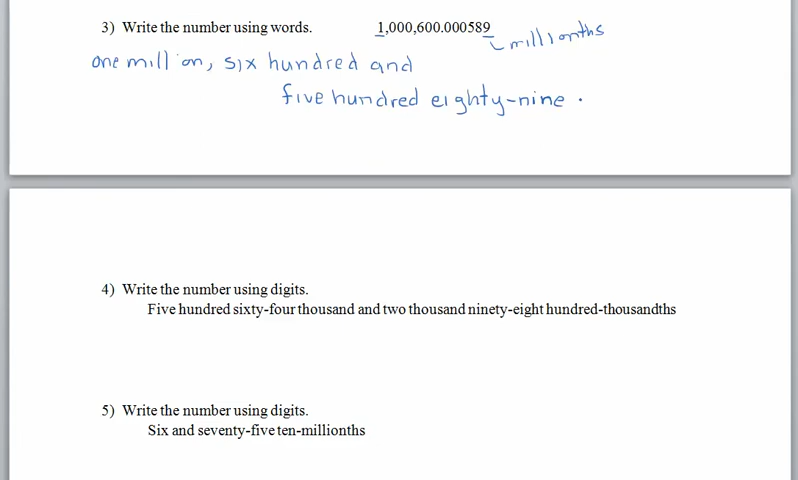 3) Write the number using words. 1,000,600.000589 millionths
one million, six hundred and
five hundred eighty-nine .
4) Write the number using digits.
Five hundred sixty-four thousand and two thousand ninety-eight hundred-thousandths
5) Write the number using digits.
Six and seventy-five ten-millionths